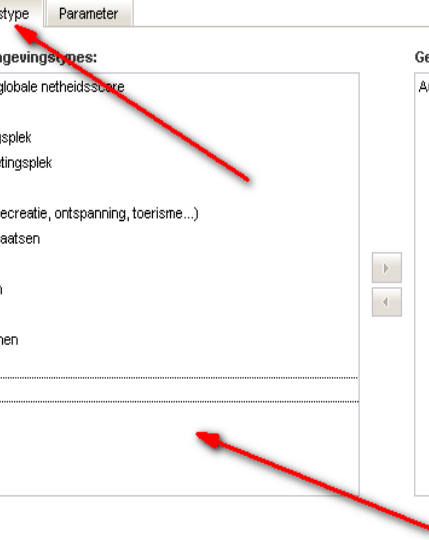 stype Parameter
ngevingstypes: Ge
globale netheidsscore A
gsplek
tingsplek
ecreatie, ontspanning, toerisme...)
aatsen
n
nen